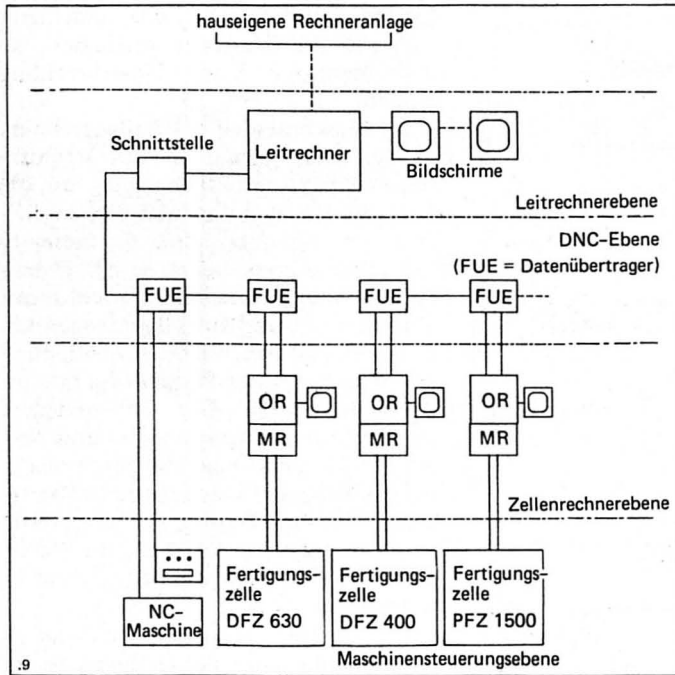 hauseigene Rechneranlage
Schnittstelle
Leitrechner
Bildschirme
Leitrechnerebene
DNC-Ebene
(FUE = Datenübertrager)
FUE FUE FUE FUE
OR OR OR
MR MR MR
Zellenrechnerebene
NC-
Maschine
Fertigungs-
zelle
DFZ 630
Fertigungs-
zelle
DFZ 400
Fertigungs-
zelle
PFZ 1500
Maschinensteuerungsebene
.9